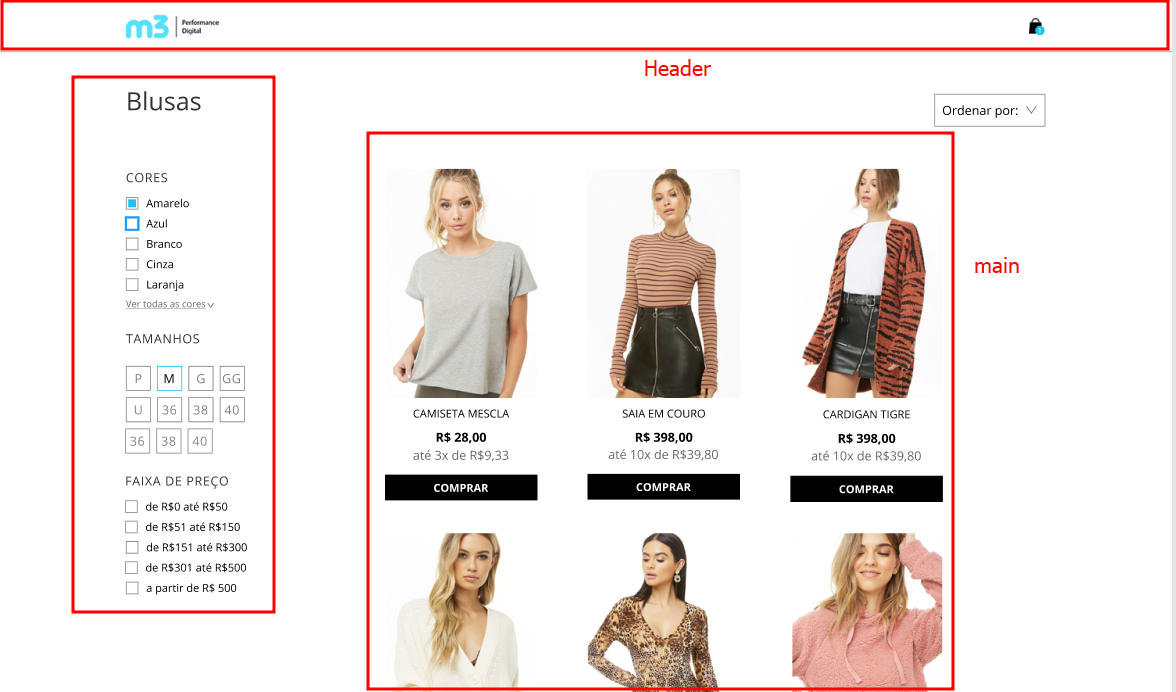 m3 Performance
Digital
1
Header
Blusas
Ordenar por:
main
CORES
Amarelo
Azul
Branco
Cinza
Laranja
Ver todas as cores
TAMANHOS
P M G GG
U 36 38 40
36 38 40
FAIXA DE PREÇO
de R$0 até R$50
de R$51 até R$150
de R$151 até R$300
de R$301 até R$500
a partir de R$ 500
CAMISETA MESCLA
R$ 28,00
até 3x de R$9,33
COMPRAR
SAIA EM COURO
R$ 398,00
até 10x de R$39,80
COMPRAR
CARDIGAN TIGRE
R$ 398,00
até 10x de R$39,80
COMPRAR